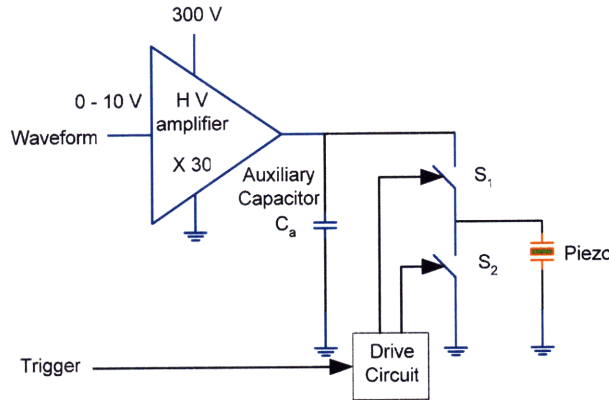 300 V
0 - 10 V
Waveform
H V
amplifier
X 30
Auxiliary
Capacitor
Ca
S1
S2
Piezo
Trigger
Drive
Circuit